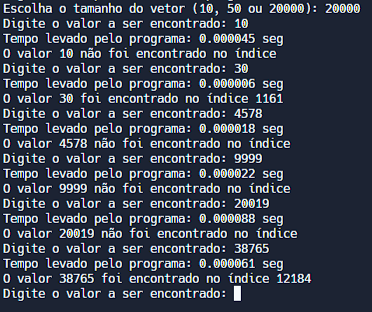 Escolha o tamanho do vetor (10, 50 ou 20000): 20000
Digite o valor a ser encontrado: 10
Tempo levado pelo programa: 0.000045 seg
O valor 10 não foi encontrado no índice
Digite o valor a ser encontrado: 30
Tempo levado pelo programa: 0.000006 seg
O valor 30 foi encontrado no índice 1161
Digite o valor a ser encontrado: 4578
Tempo levado pelo programa: 0.000018 seg
O valor 4578 não foi encontrado no índice
Digite o valor a ser encontrado: 9999
Tempo levado pelo programa: 0.000022 seg
O valor 9999 não foi encontrado no índice
Digite o valor a ser encontrado: 20019
Tempo levado pelo programa: 0.000088 seg
O valor 20019 não foi encontrado no índice
Digite o valor a ser encontrado: 38765
Tempo levado pelo programa: 0.000061 seg
O valor 38765 foi encontrado no índice 12184
Digite o valor a ser encontrado: